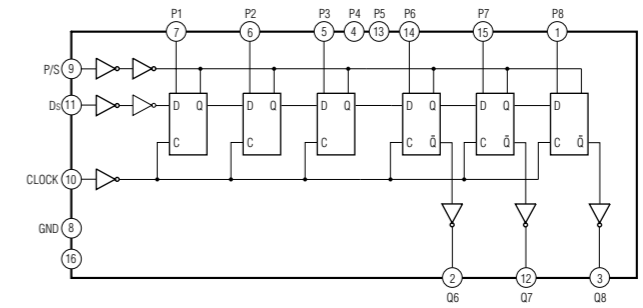 P1 P2 P3 P4 P5 P6 P7 P8
7 6 5 4 13 14 15 1
P/S 9
Ds 11
D Q D Q D Q D Q D Q D
C C C C Q̄ C Q̄ C Q̄
CLOCK 10
GND 8
16
2 12 3
Q6 Q7 Q8